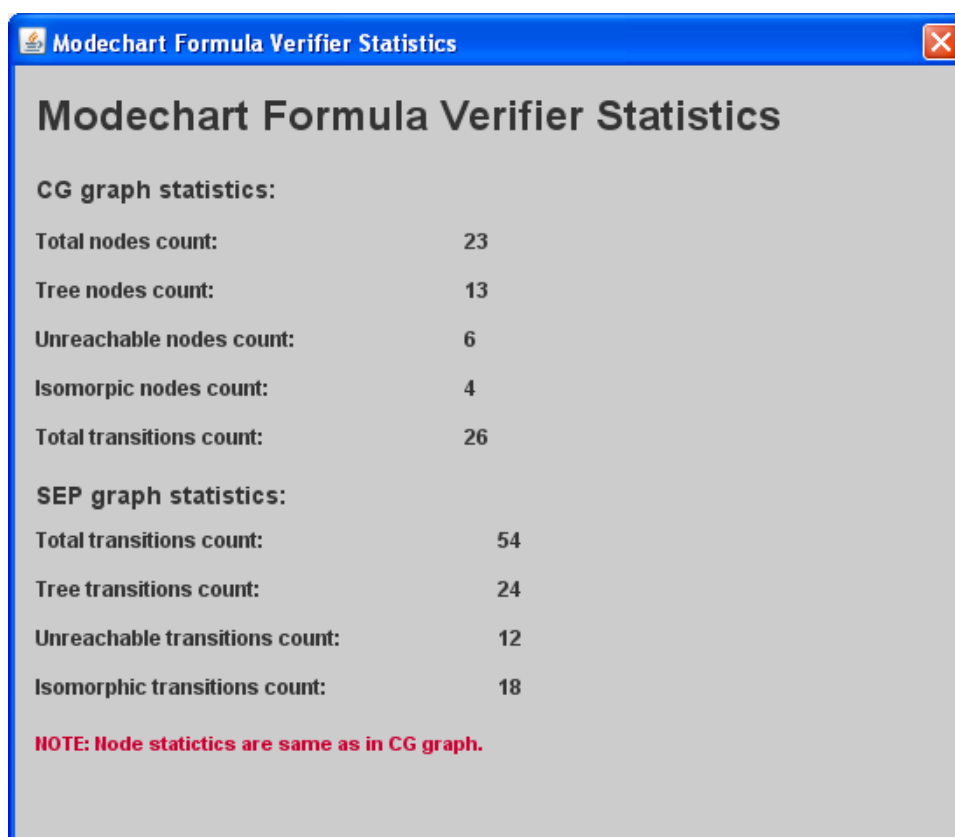 Modechart Formula Verifier Statistics
Modechart Formula Verifier Statistics
CG graph statistics:
Total nodes count: 23
Tree nodes count: 13
Unreachable nodes count: 6
Isomorpic nodes count: 4
Total transitions count: 26
SEP graph statistics:
Total transitions count: 54
Tree transitions count: 24
Unreachable transitions count: 12
Isomorphic transitions count: 18
NOTE: Node statictics are same as in CG graph.